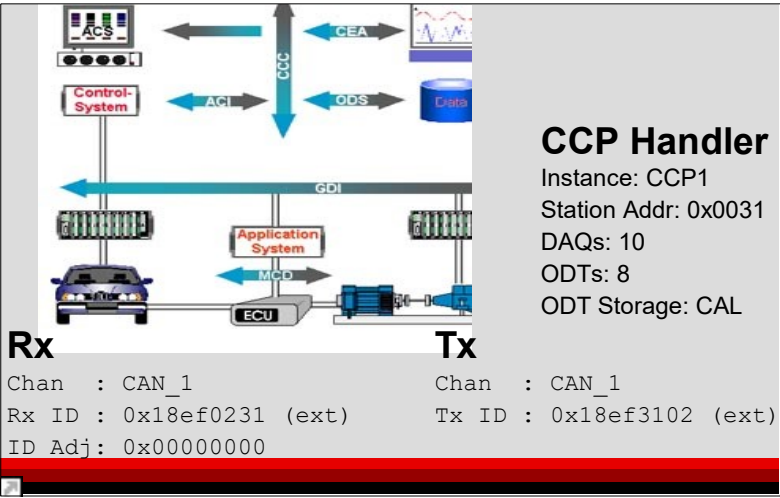 ACS
CEA
CCC
Control-
System
ACI
ODS
Data
CCP Handler
Instance: CCP1
Station Addr: 0x0031
DAQs: 10
ODTs: 8
ODT Storage: CAL
GDI
Application
System
MCD
ECU
Rx
Chan  : CAN_1
Rx ID : 0x18ef0231 (ext)
ID Adj: 0x00000000
Tx
Chan  : CAN_1
Tx ID : 0x18ef3102 (ext)